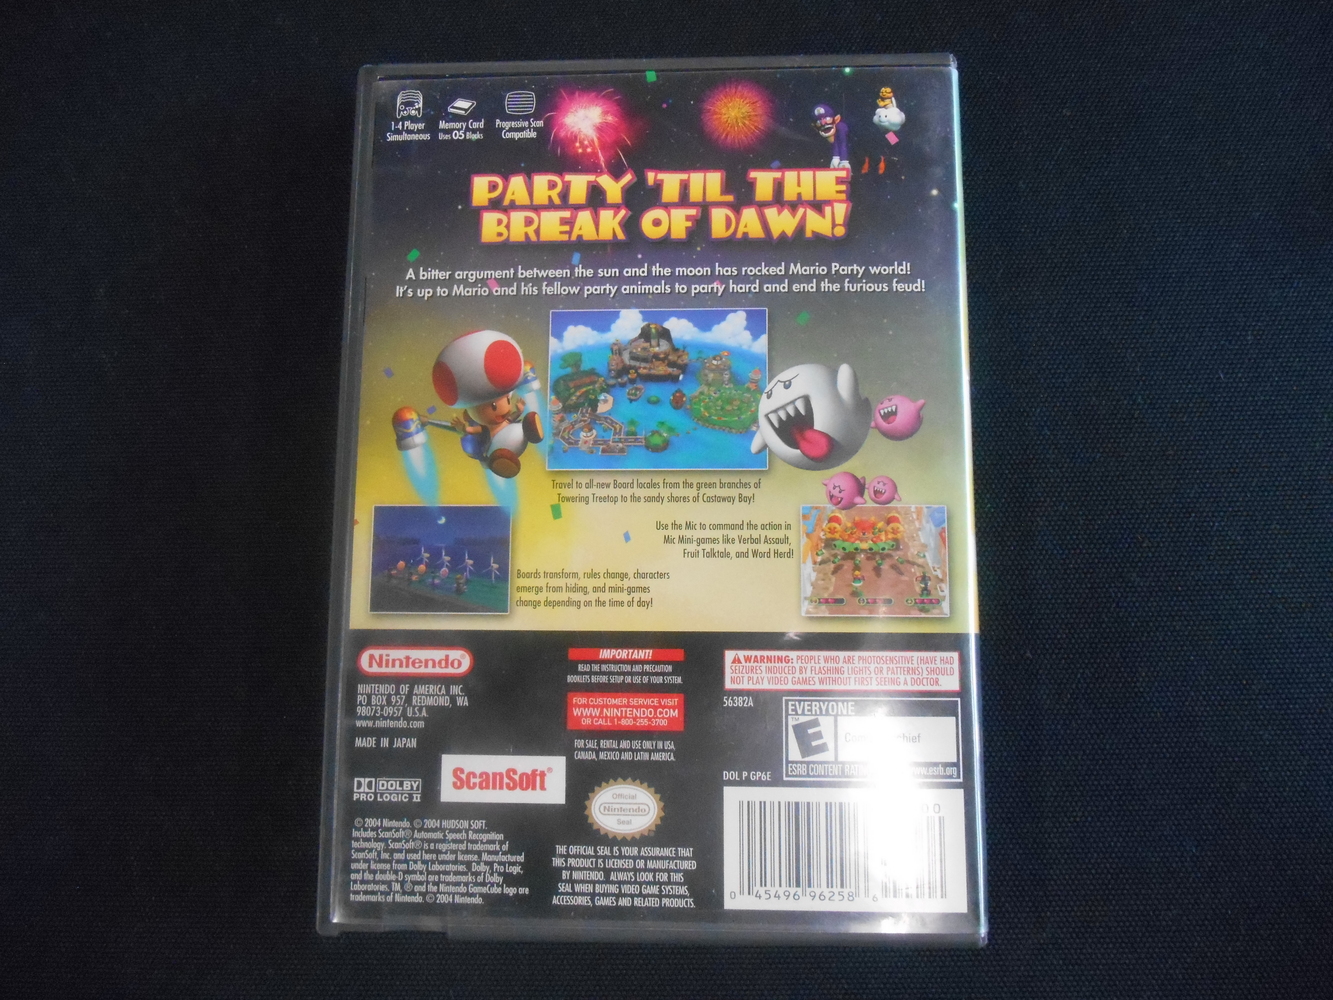 1-4 Player
Simultaneous
Memory Card
Uses 05 Blocks
Progressive Scan
Compatible
PARTY 'TIL THE
BREAK OF DAWN!
A bitter argument between the sun and the moon has rocked Mario Party world!
It's up to Mario and his fellow party animals to party hard and end the furious feud!
Travel to all-new Board locales from the green branches of
Towering Treetop to the sandy shores of Castaway Bay!
Use the Mic to command the action in
Mic Mini-games like Verbal Assault,
Fruit Talktale, and Word Herd!
Boards transform, rules change, characters
emerge from hiding, and mini-games
change depending on the time of day!
Nintendo®
NINTENDO OF AMERICA INC.
PO BOX 957, REDMOND, WA
98073-0957 U.S.A.
www.nintendo.com
MADE IN JAPAN
DOLBY
PRO LOGIC II
ScanSoft®
© 2004 Nintendo. © 2004 HUDSON SOFT.
Includes ScanSoft® Automatic Speech Recognition
technology. ScanSoft® is a registered trademark of
ScanSoft, Inc. and used here under license. Manufactured
under license from Dolby Laboratories. Dolby, Pro Logic,
and the double-D symbol are trademarks of Dolby
Laboratories. TM, ® and the Nintendo GameCube logo are
trademarks of Nintendo. © 2004 Nintendo.
IMPORTANT!
READ THE INSTRUCTION AND PRECAUTION
BOOKLETS BEFORE SETUP OR USE OF YOUR SYSTEM.
FOR CUSTOMER SERVICE VISIT
WWW.NINTENDO.COM
OR CALL 1-800-255-3700
FOR SALE, RENTAL AND USE ONLY IN USA,
CANADA, MEXICO AND LATIN AMERICA.
Official
Nintendo
Seal
THE OFFICIAL SEAL IS YOUR ASSURANCE THAT
THIS PRODUCT IS LICENSED OR MANUFACTURED
BY NINTENDO. ALWAYS LOOK FOR THIS
SEAL WHEN BUYING VIDEO GAME SYSTEMS,
ACCESSORIES, GAMES AND RELATED PRODUCTS.
WARNING: PEOPLE WHO ARE PHOTOSENSITIVE (HAVE HAD
SEIZURES INDUCED BY FLASHING LIGHTS OR PATTERNS) SHOULD
NOT PLAY VIDEO GAMES WITHOUT FIRST SEEING A DOCTOR.
56382A
EVERYONE
E
ESRB CONTENT www.esrb.org
DOL P GP6E
00
0 45496 96258 6